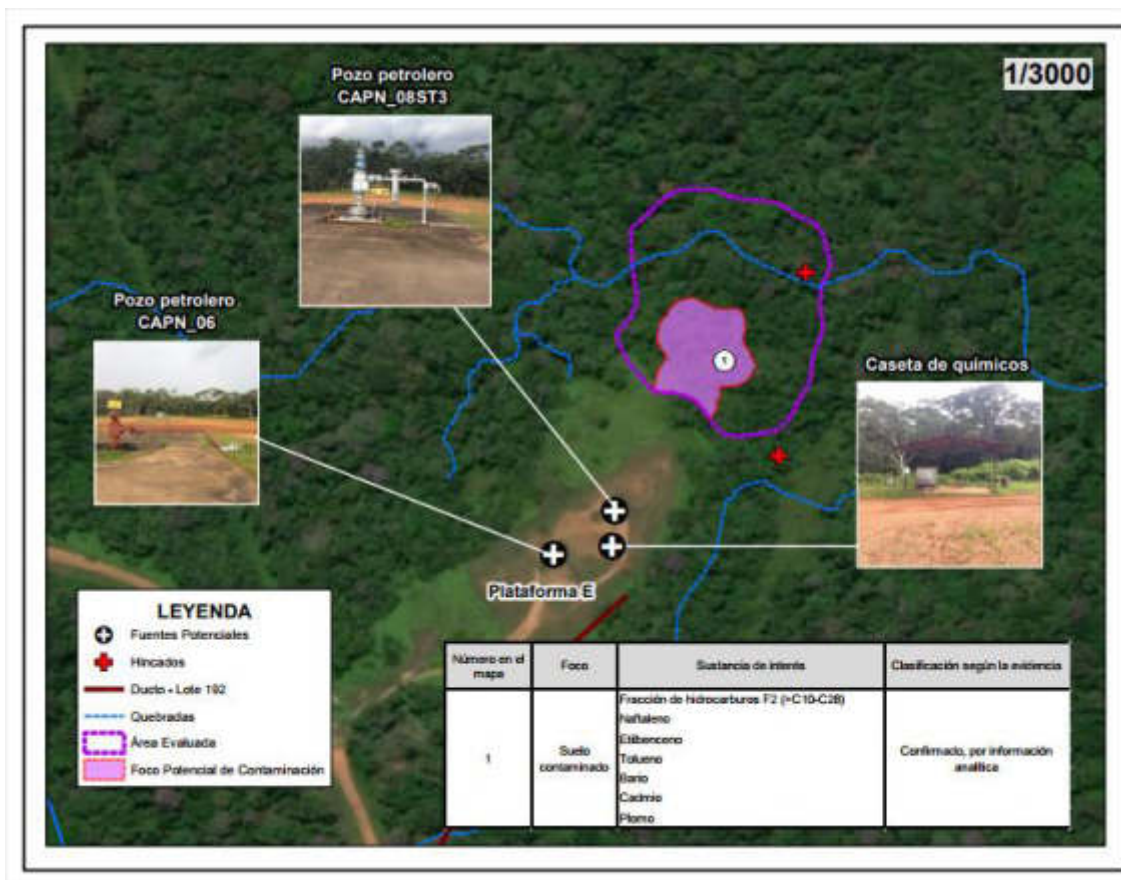 1/3000
Pozo petrolero
CAPN_08ST3
Pozo petrolero
CAPN_06
Caseta de químicos
1
Plataforma E
LEYENDA
Fuentes Potenciales
Hincados
Ducto - Lote 192
Quebradas
Área Evaluada
Foco Potencial de Contaminación
Número en el
mapa
Foco
Sustancia de interés
Clasificación según la evidencia
1
Suelo
contaminado
Fracción de hidrocarburos F2 (>C10-C28)
Naftaleno
Etilbenceno
Tolueno
Bario
Cadmio
Plomo
Confirmado, por información
analítica